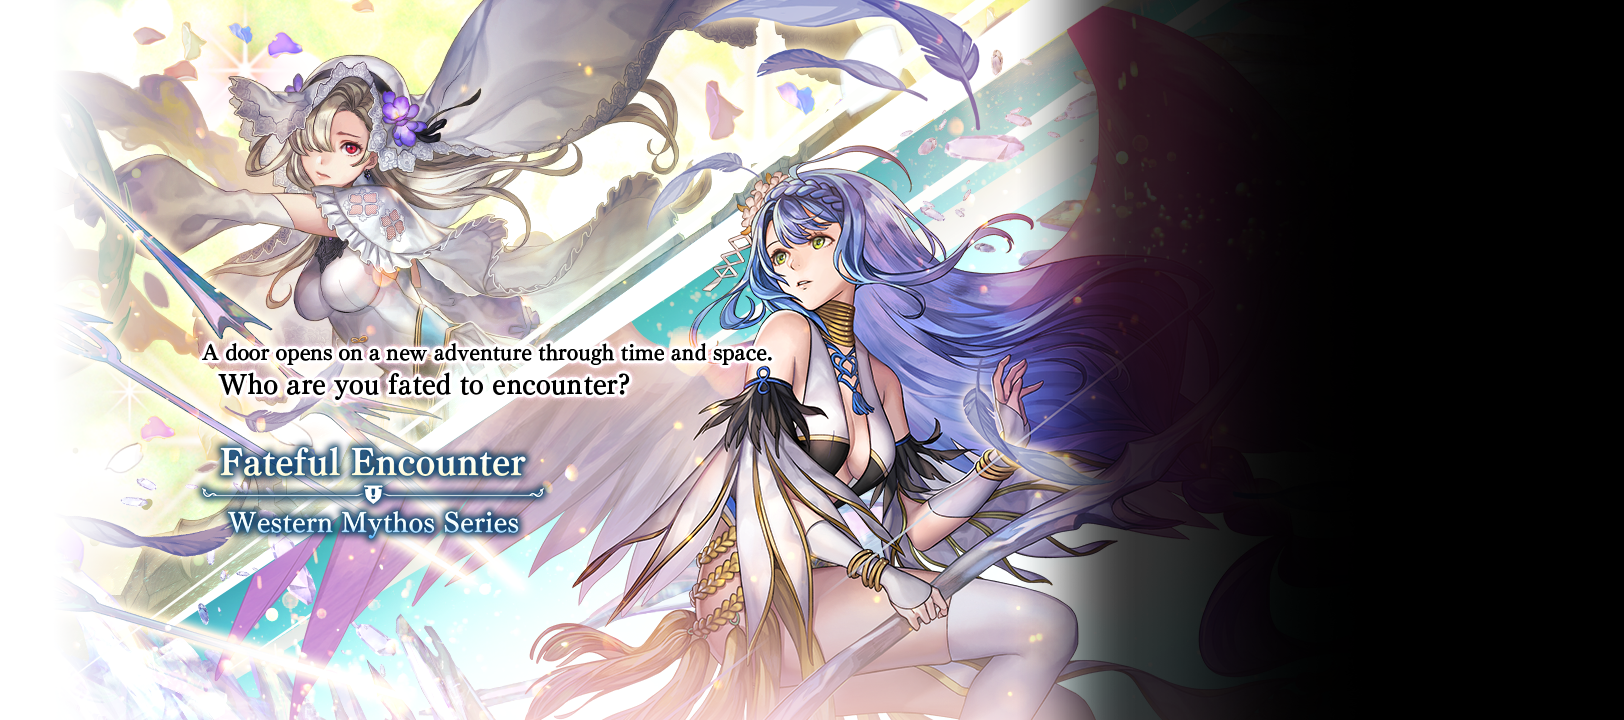 A door opens on a new adventure through time and space.
Who are you fated to encounter?
Fateful Encounter
Western Mythos Series